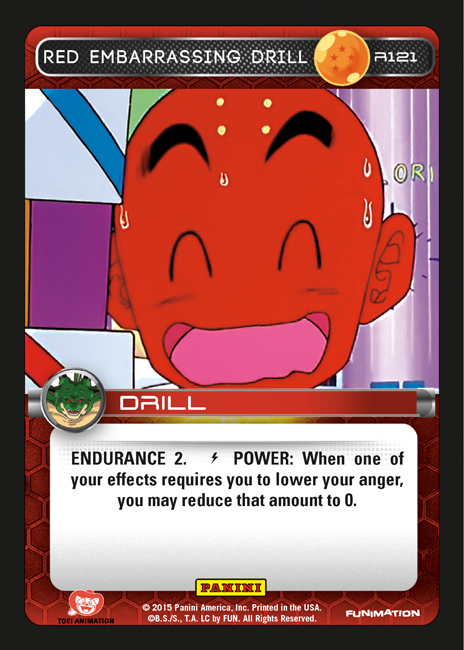 RED EMBARRASSING DRILL R121
ORI
DRILL
ENDURANCE 2. ⚡ POWER: When one of
your effects requires you to lower your anger,
you may reduce that amount to 0.
PANINI
TOEI ANIMATION
© 2015 Panini America, Inc. Printed in the USA.
©B.S./S., T.A. LC by FUN. All Rights Reserved.
FUNIMATION